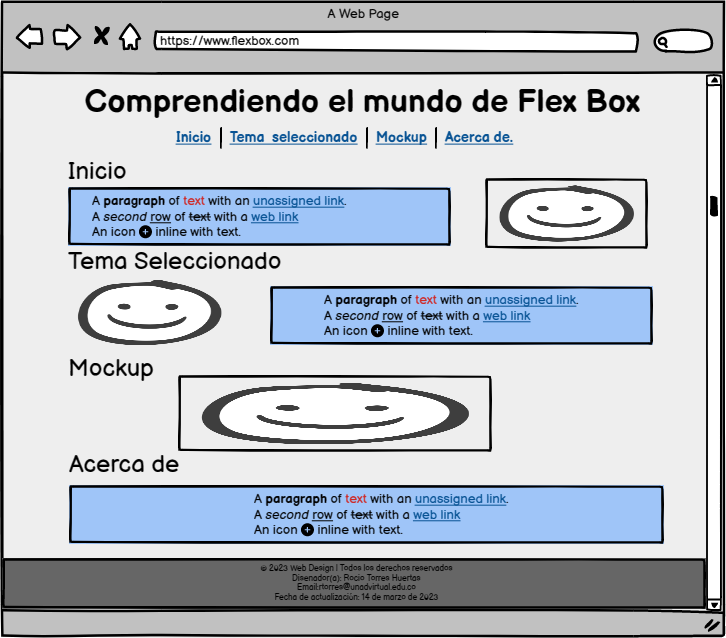 A Web Page
https://www.flexbox.com
Comprendiendo el mundo de Flex Box
Inicio | Tema seleccionado | Mockup | Acerca de.
Inicio
A paragraph of text with an unassigned link.
A second row of text with a web link
An icon inline with text.
Tema Seleccionado
A paragraph of text with an unassigned link.
A second row of text with a web link
An icon inline with text.
Mockup
Acerca de
A paragraph of text with an unassigned link.
A second row of text with a web link
An icon inline with text.
© 2023 Web Design | Todos los derechos reservados
Disenador(a): Rocio Torres Huertas
Email:rtorres@unadvirtual.edu.co
Fecha de actualización: 14 de marzo de 2023